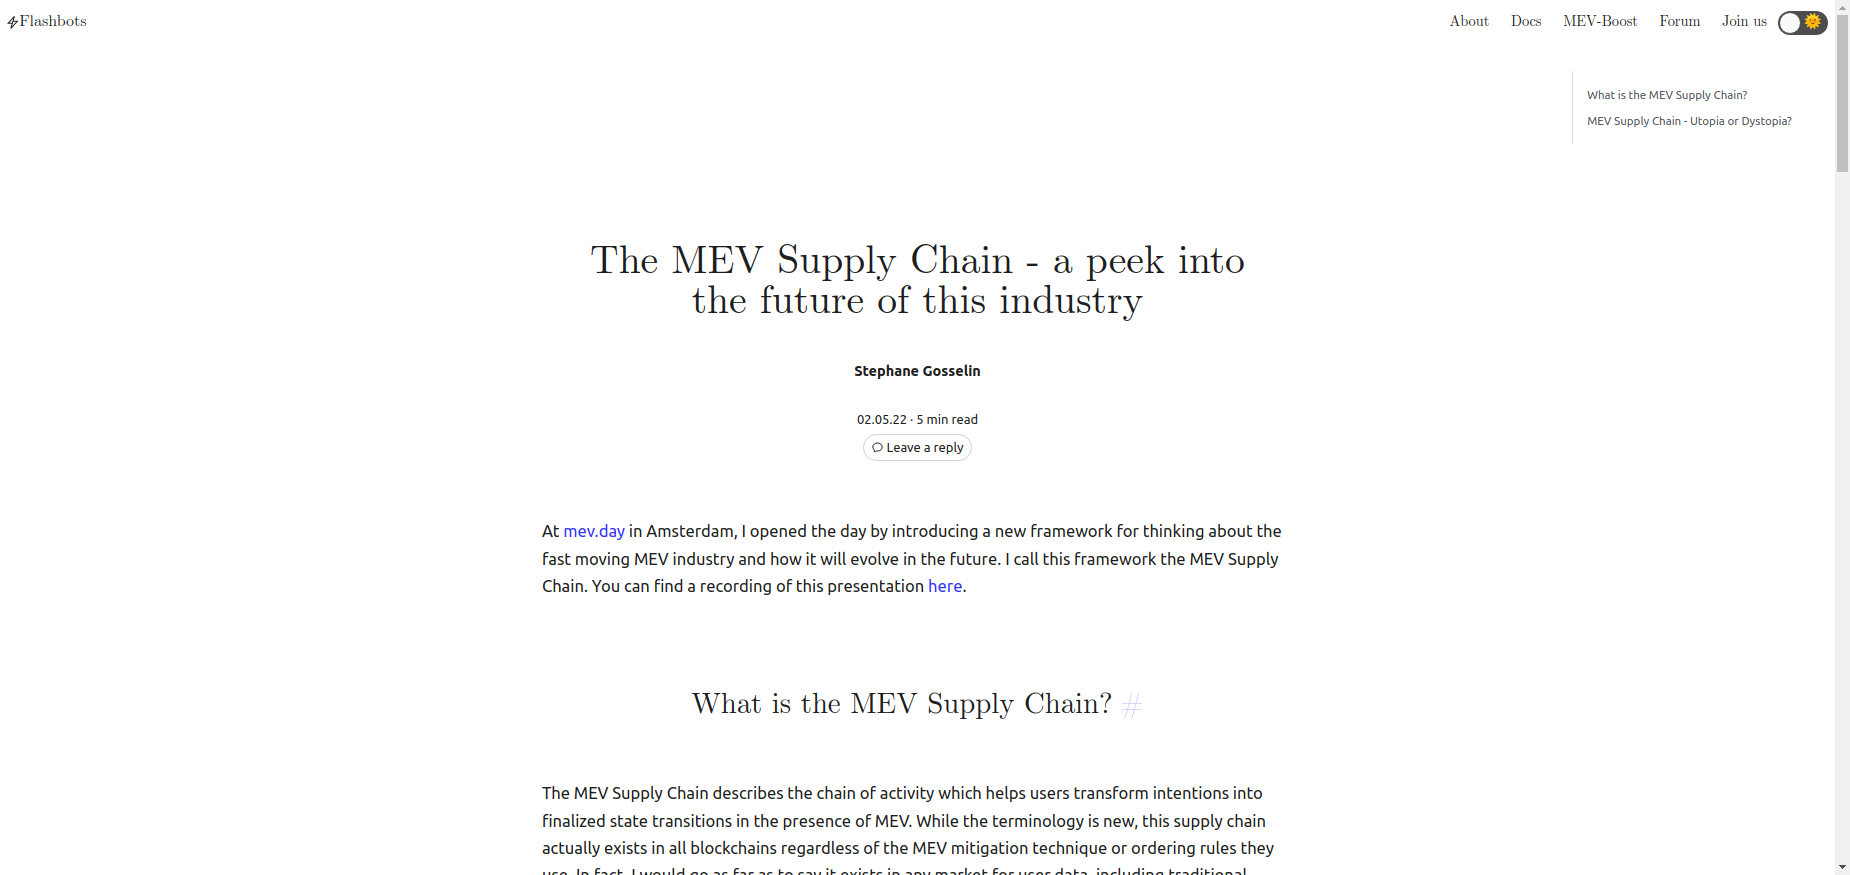 Flashbots
About Docs MEV-Boost Forum Join us
What is the MEV Supply Chain?
MEV Supply Chain - Utopia or Dystopia?
The MEV Supply Chain - a peek into
the future of this industry
Stephane Gosselin
02.05.22 · 5 min read
Leave a reply
At mev.day in Amsterdam, I opened the day by introducing a new framework for thinking about the
fast moving MEV industry and how it will evolve in the future. I call this framework the MEV Supply
Chain. You can find a recording of this presentation here.
What is the MEV Supply Chain? #
The MEV Supply Chain describes the chain of activity which helps users transform intentions into
finalized state transitions in the presence of MEV. While the terminology is new, this supply chain
actually exists in all blockchains regardless of the MEV mitigation technique or ordering rules they
use. In fact, I would go as far as to say it exists in any market for user data, including traditional